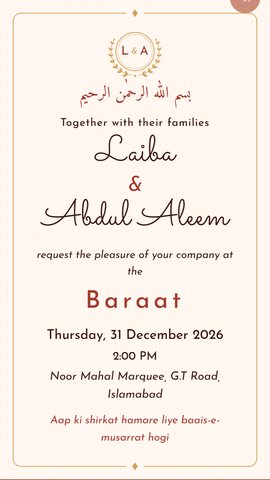 L & A
بسم الله الرحمٰن الرحيم
Together with their families
Laiba
&
Abdul Aleem
request the pleasure of your company at
the
Baraat
Thursday, 31 December 2026
2:00 PM
Noor Mahal Marquee, G.T Road,
Islamabad
Aap ki shirkat hamare liye baais-e-
musarrat hogi